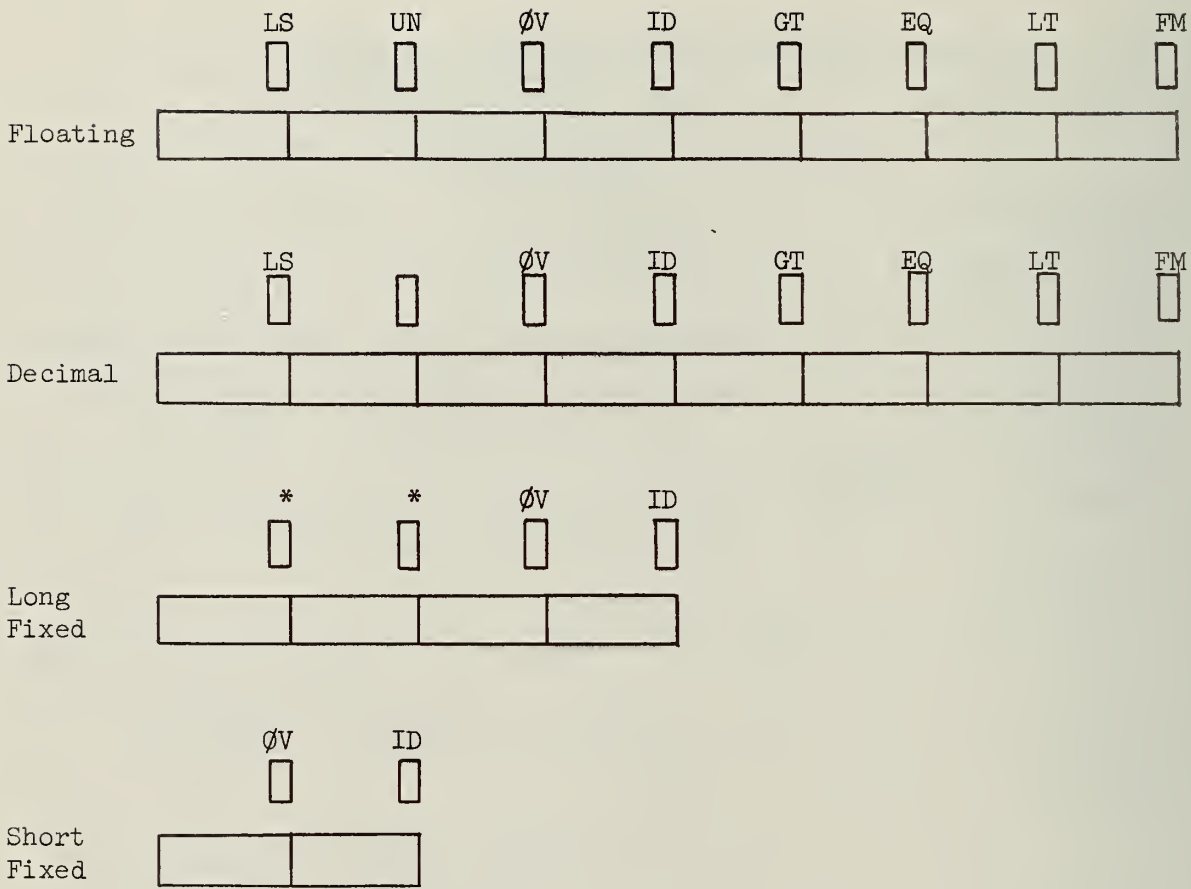 LS UN ØV ID GT EQ LT FM
Floating
LS ØV ID GT EQ LT FM
Decimal
* * ØV ID
Long
Fixed
ØV ID
Short
Fixed